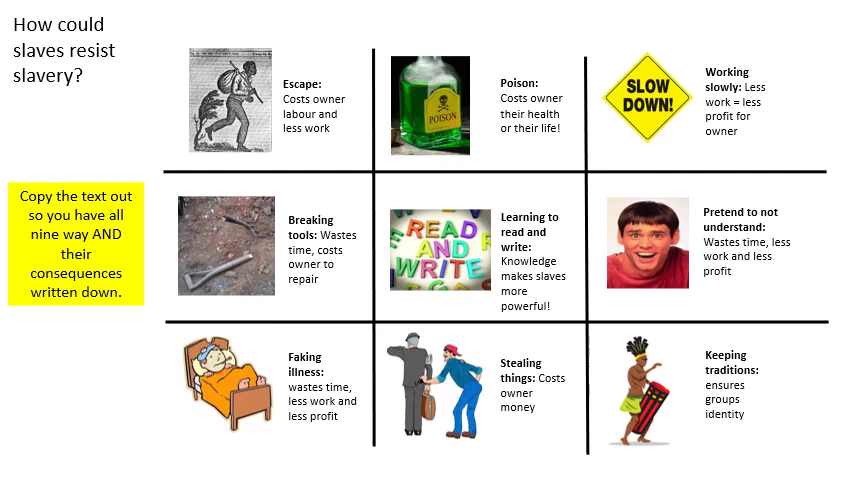 How could
slaves resist
slavery?
Escape:
Costs owner
labour and
less work
POISON
Poison:
Costs owner
their health
or their life!
SLOW
DOWN!
Working
slowly: Less
work = less
profit for
owner
Copy the text out
so you have all
nine way AND
their
consequences
written down.
Breaking
tools: Wastes
time, costs
owner to
repair
READ
AND
WRITE
Learning to
read and
write:
Knowledge
makes slaves
more
powerful!
Pretend to not
understand:
Wastes time, less
work and less
profit
Faking
illness:
wastes time,
less work and
less profit
Stealing
things: Costs
owner
money
Keeping
traditions:
ensures
groups
identity